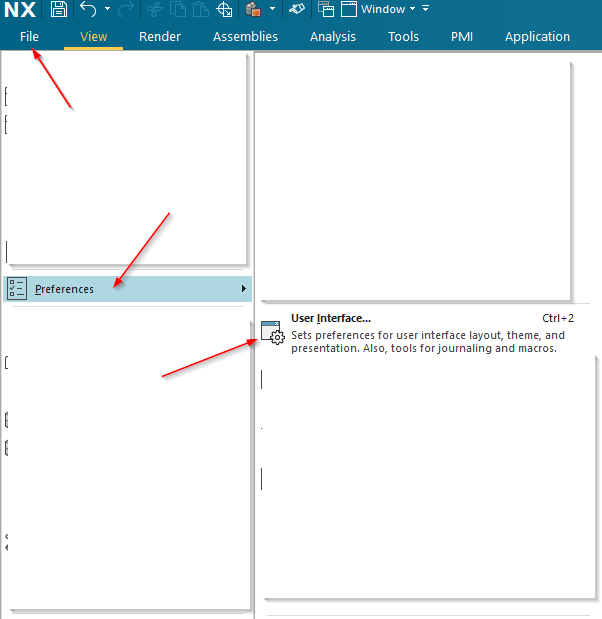 NX
Window
File
View
Render
Assemblies
Analysis
Tools
PMI
Application
Preferences
User Interface... Ctrl+2
Sets preferences for user interface layout, theme, and
presentation. Also, tools for journaling and macros.